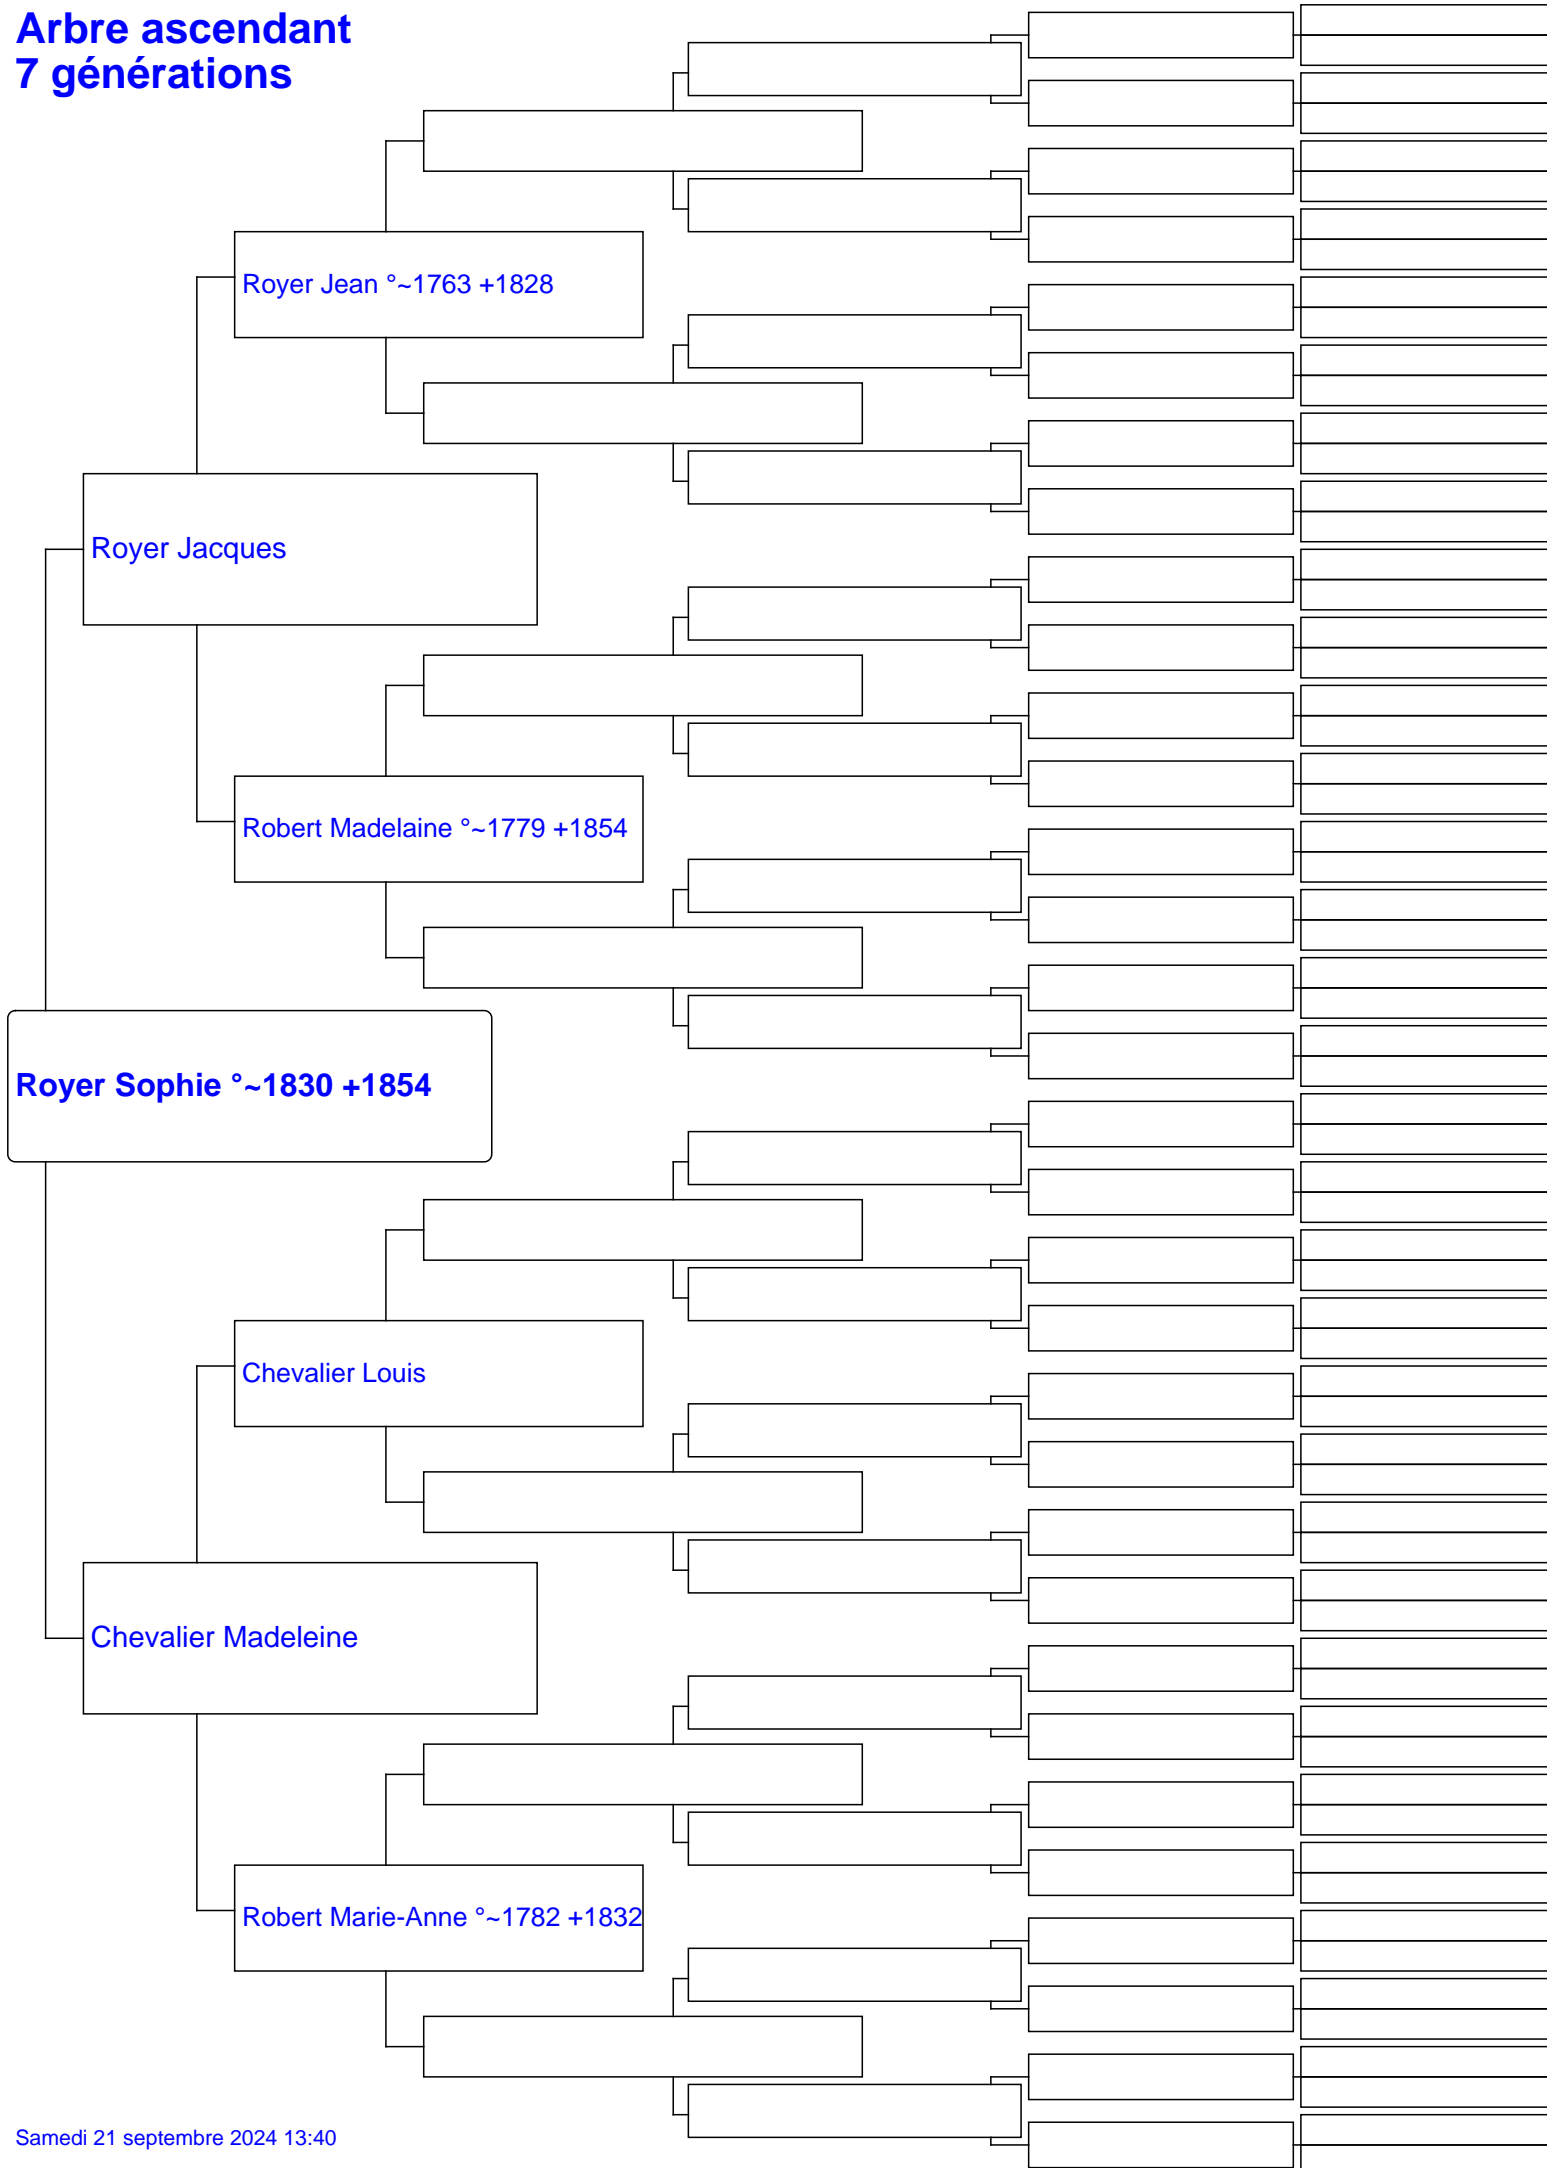 Arbre ascendant
7 générations
Royer Jean °~1763 +1828
Royer Jacques
Robert Madelaine °~1779 +1854
Royer Sophie °~1830 +1854
Chevalier Louis
Chevalier Madeleine
Robert Marie-Anne °~1782 +1832
Samedi 21 septembre 2024 13:40